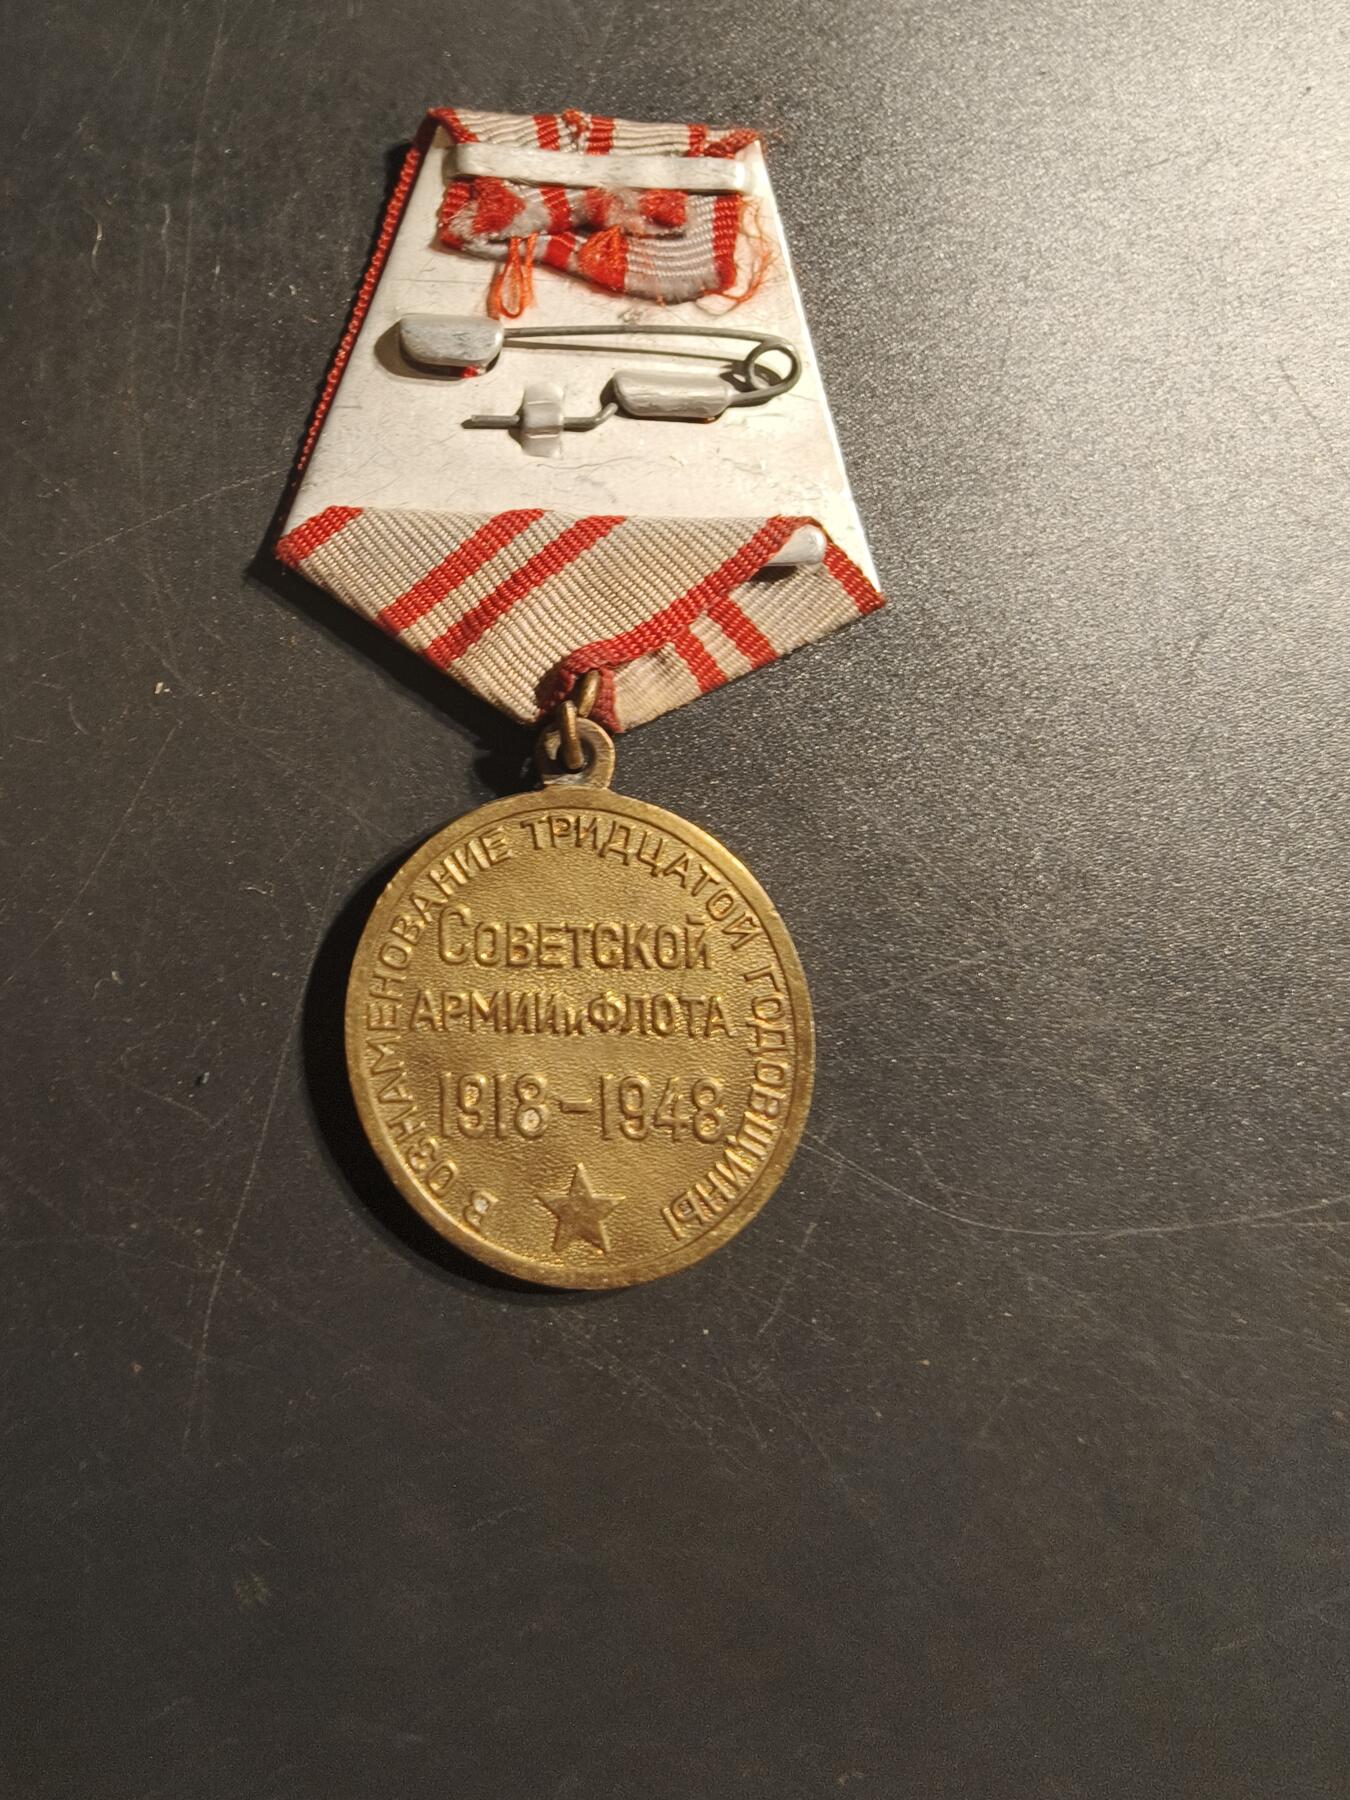 В ОЗНАМЕНОВАНИЕ ТРИДЦАТОЙ ГОДОВЩИНЫ
СОВЕТСКОЙ
АРМИИ и ФЛОТА
1918-1948